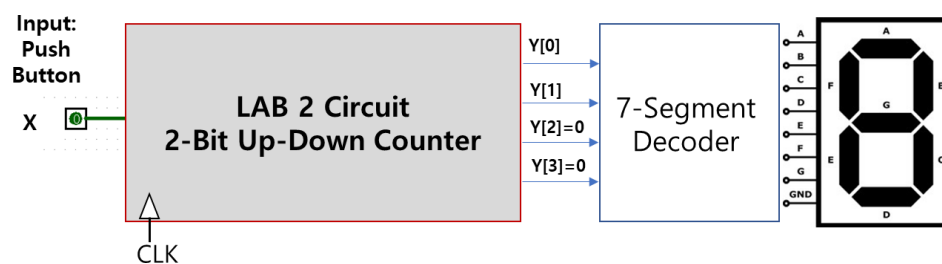 Input:
Push
Button
X
0
LAB 2 Circuit
2-Bit Up-Down Counter
CLK
Y[0]
Y[1]
Y[2]=0
Y[3]=0
7-Segment
Decoder
A
B
C
D
E
F
G
GND
A
F
G
E
D